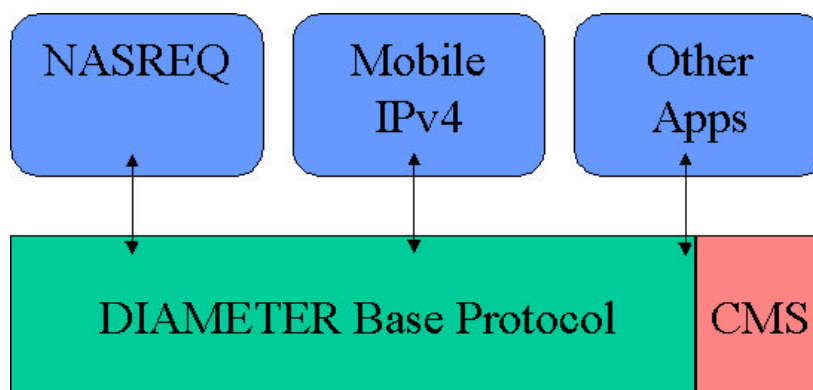 NASREQ
Mobile
IPv4
Other
Apps
DIAMETER Base Protocol
CMS